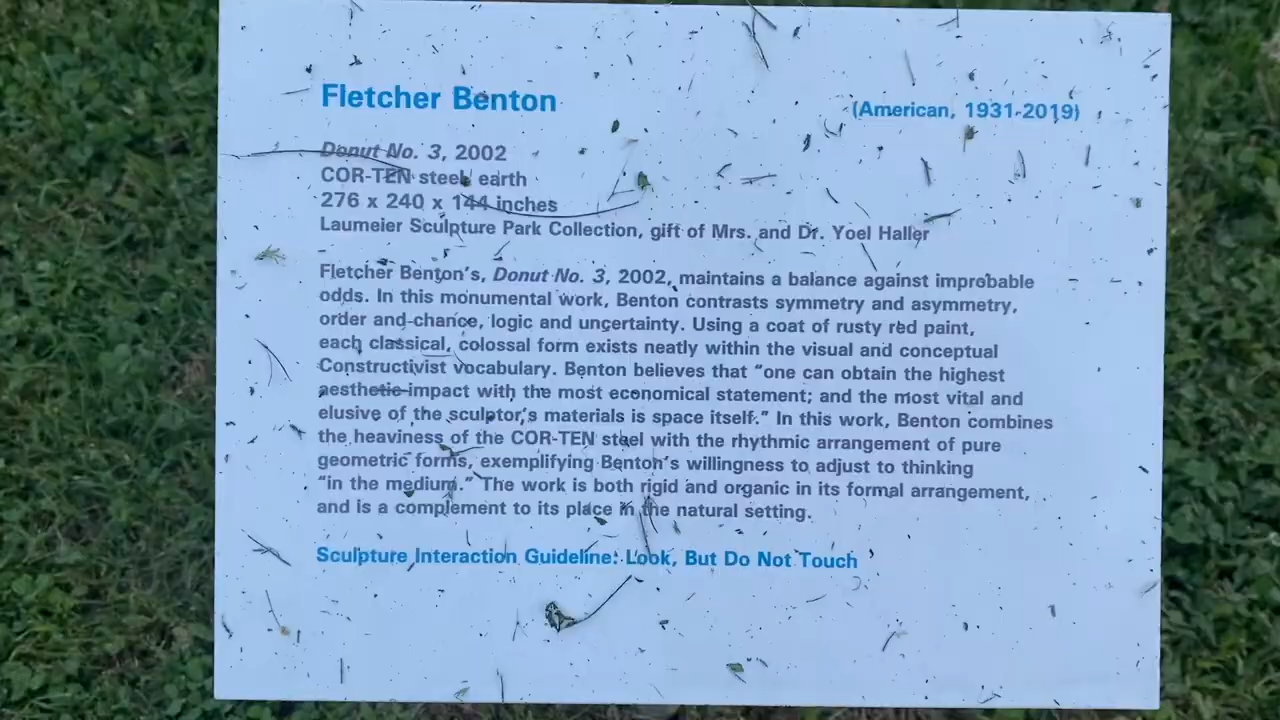 Fletcher Benton (American, 1931-2019)
Donut No. 3, 2002
COR-TEN steel, earth
276 x 240 x 144 inches
Laumeier Sculpture Park Collection, gift of Mrs. and Dr. Yoel Haller
Fletcher Benton's, Donut No. 3, 2002, maintains a balance against improbable
odds. In this monumental work, Benton contrasts symmetry and asymmetry,
order and chance, logic and uncertainty. Using a coat of rusty red paint,
each classical, colossal form exists neatly within the visual and conceptual
Constructivist vocabulary. Benton believes that "one can obtain the highest
aesthetic impact with the most economical statement; and the most vital and
elusive of the sculptor's materials is space itself." In this work, Benton combines
the heaviness of the COR-TEN steel with the rhythmic arrangement of pure
geometric forms, exemplifying Benton's willingness to adjust to thinking
"in the medium." The work is both rigid and organic in its formal arrangement,
and is a complement to its place in the natural setting.
Sculpture Interaction Guideline: Look, But Do Not Touch